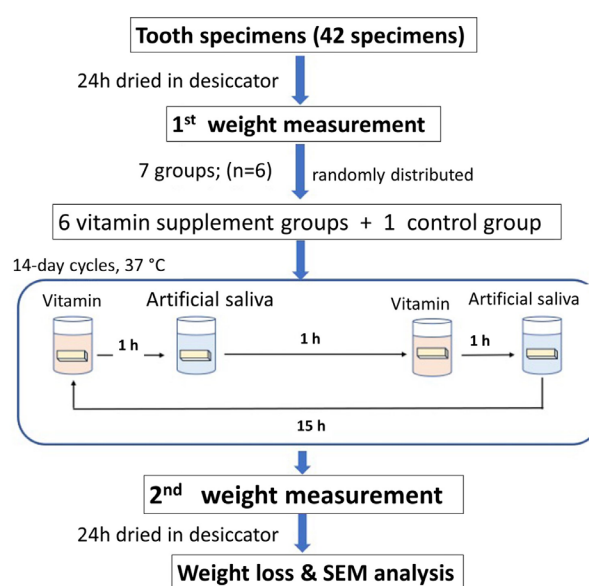 Tooth specimens (42 specimens)
24h dried in desiccator
1st weight measurement
7 groups; (n=6) randomly distributed
6 vitamin supplement groups + 1 control group
14-day cycles, 37 °C
Vitamin Artificial saliva Vitamin Artificial saliva
1 h 1 h 1 h
15 h
2nd weight measurement
24h dried in desiccator
Weight loss & SEM analysis